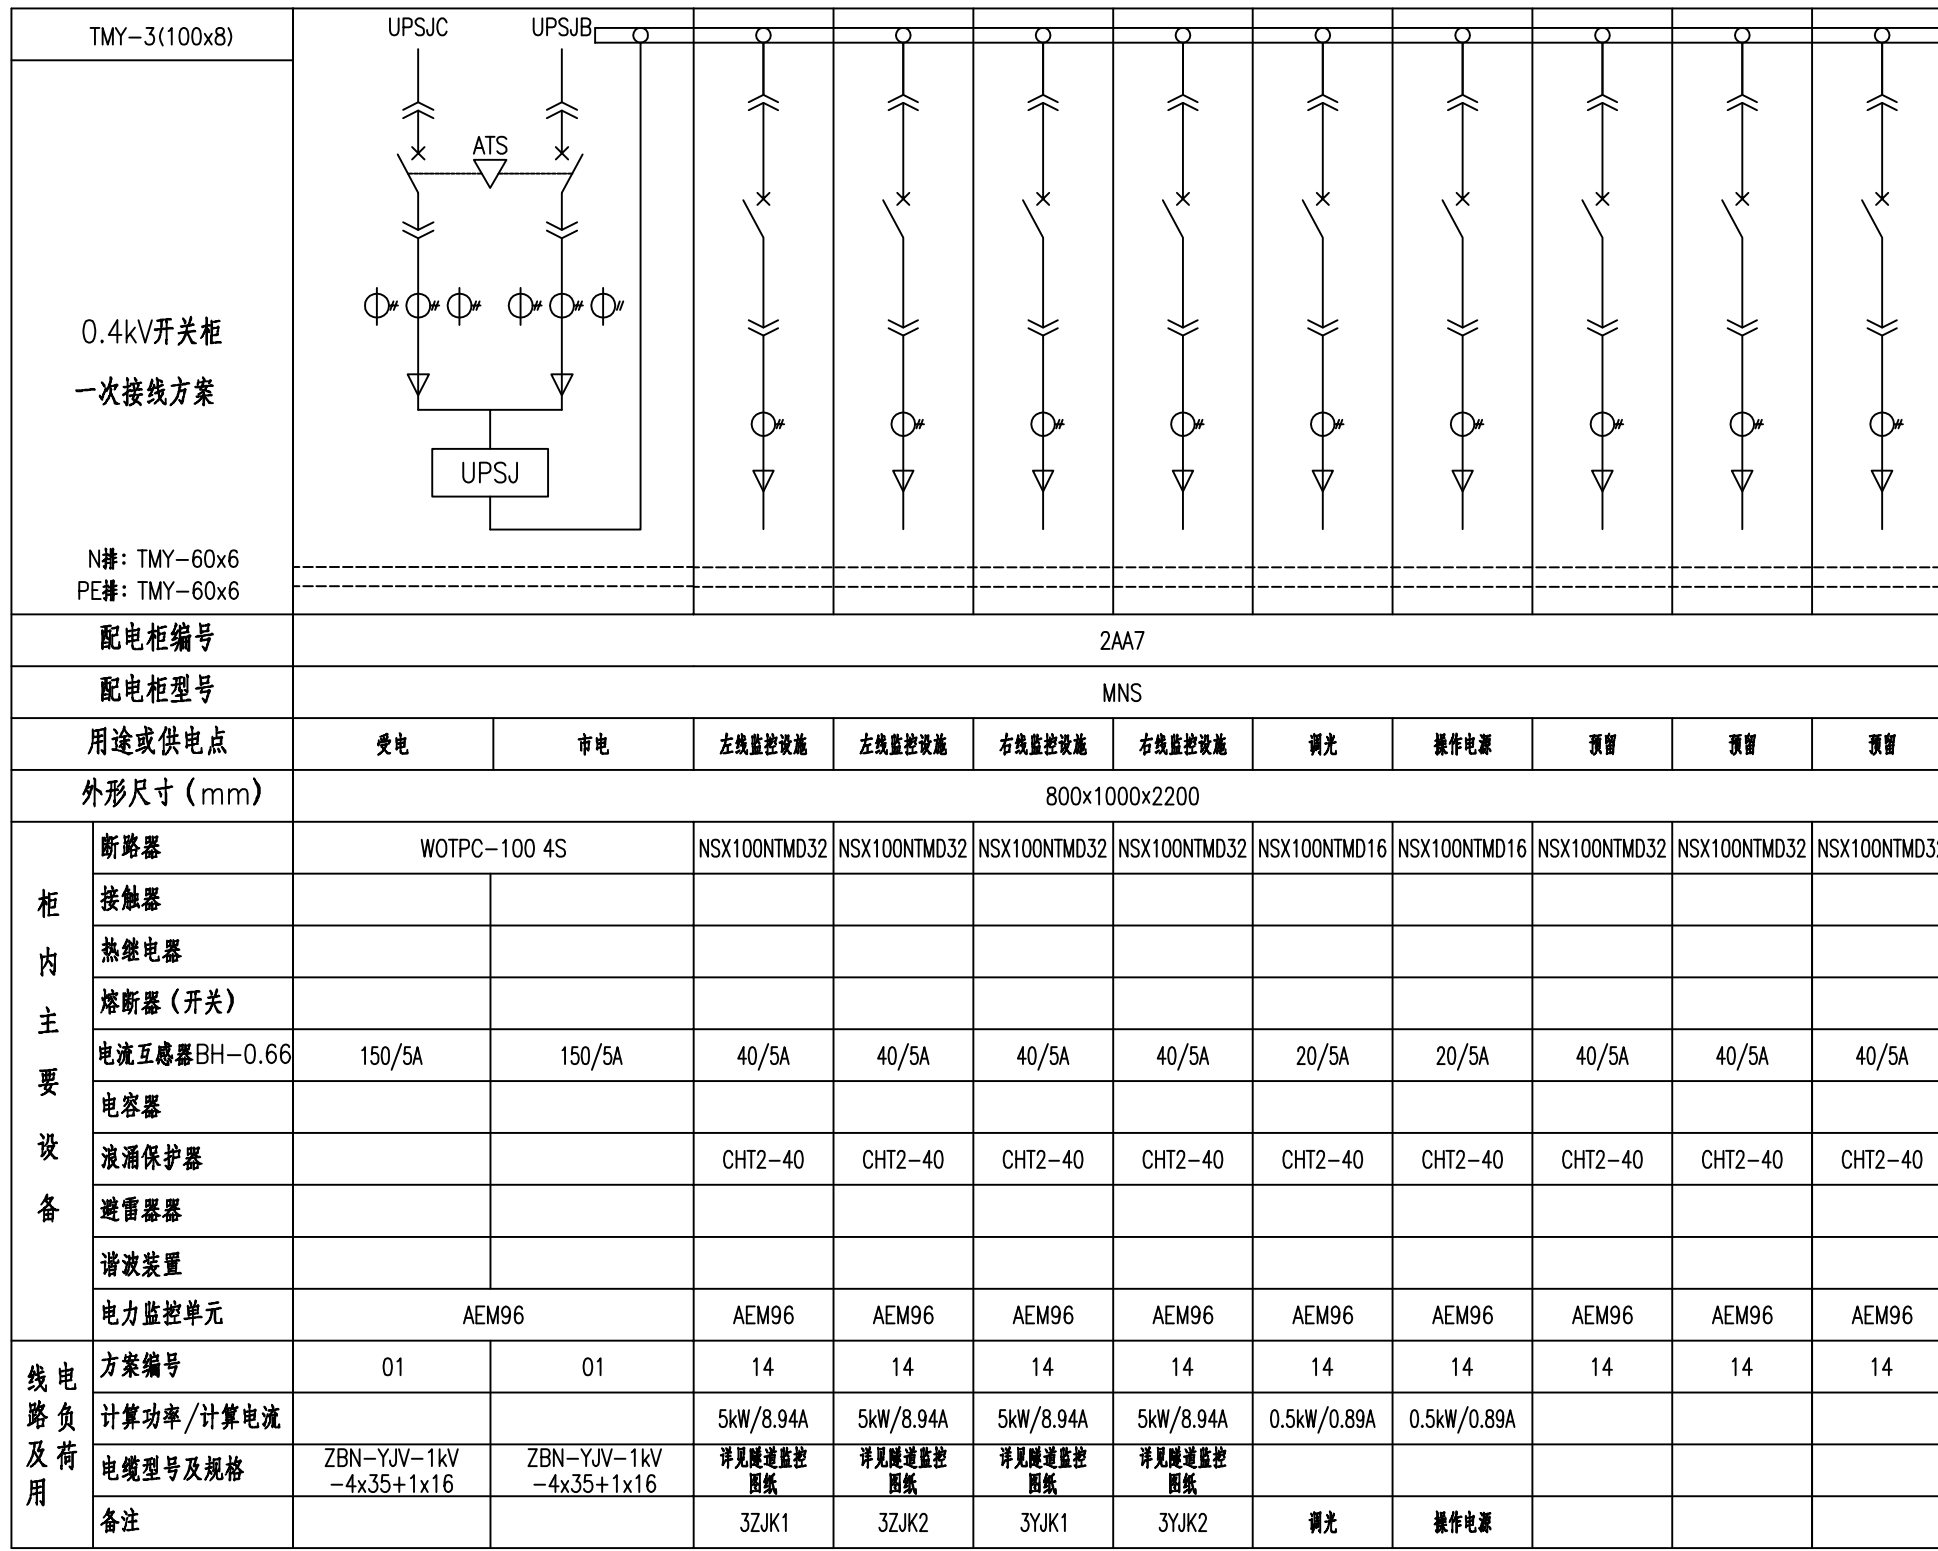 TMY-3(100x8)
UPSJC
UPSJB
ATS
0.4kV开关柜
一次接线方案
UPSJ
N排: TMY-60x6
PE排: TMY-60x6
配电柜编号 2AA7
配电柜型号 MNS
用途或供电点 受电 市电 左线监控设施 左线监控设施 右线监控设施 右线监控设施 调光 操作电源 预留 预留 预留
外形尺寸(mm) 800x1000x2200
柜内主要设备
断路器 WOTPC-100 4S NSX100NTMD32 NSX100NTMD32 NSX100NTMD32 NSX100NTMD32 NSX100NTMD16 NSX100NTMD16 NSX100NTMD32 NSX100NTMD32 NSX100NTMD32
接触器
热继电器
熔断器(开关)
电流互感器BH-0.66 150/5A 150/5A 40/5A 40/5A 40/5A 40/5A 20/5A 20/5A 40/5A 40/5A 40/5A
电容器
浪涌保护器 CHT2-40 CHT2-40 CHT2-40 CHT2-40 CHT2-40 CHT2-40 CHT2-40 CHT2-40 CHT2-40
避雷器器
谐波装置
电力监控单元 AEM96 AEM96 AEM96 AEM96 AEM96 AEM96 AEM96 AEM96 AEM96 AEM96
线路及用
电负荷
方案编号 01 01 14 14 14 14 14 14 14 14 14
计算功率/计算电流 5kW/8.94A 5kW/8.94A 5kW/8.94A 5kW/8.94A 0.5kW/0.89A 0.5kW/0.89A
电缆型号及规格 ZBN-YJV-1kV ZBN-YJV-1kV 详见隧道监控 详见隧道监控 详见隧道监控 详见隧道监控
-4x35+1x16 -4x35+1x16 图纸 图纸 图纸 图纸
备注 3ZJK1 3ZJK2 3YJK1 3YJK2 调光 操作电源